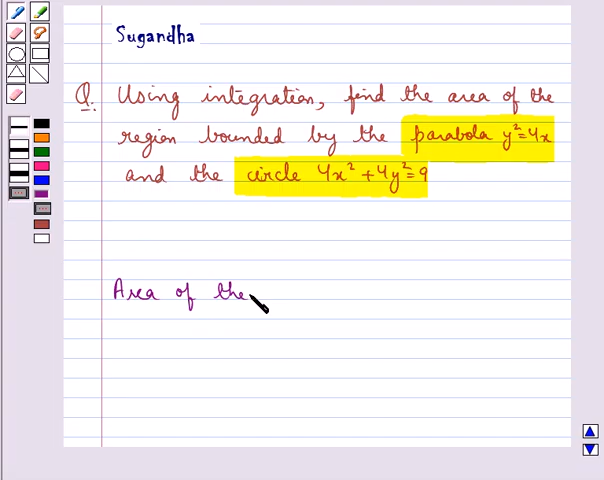 Sugandha
Q. Using integration, find the area of the
region bounded by the parabola y²=4x
and the circle 4x²+4y²=9
Area of the